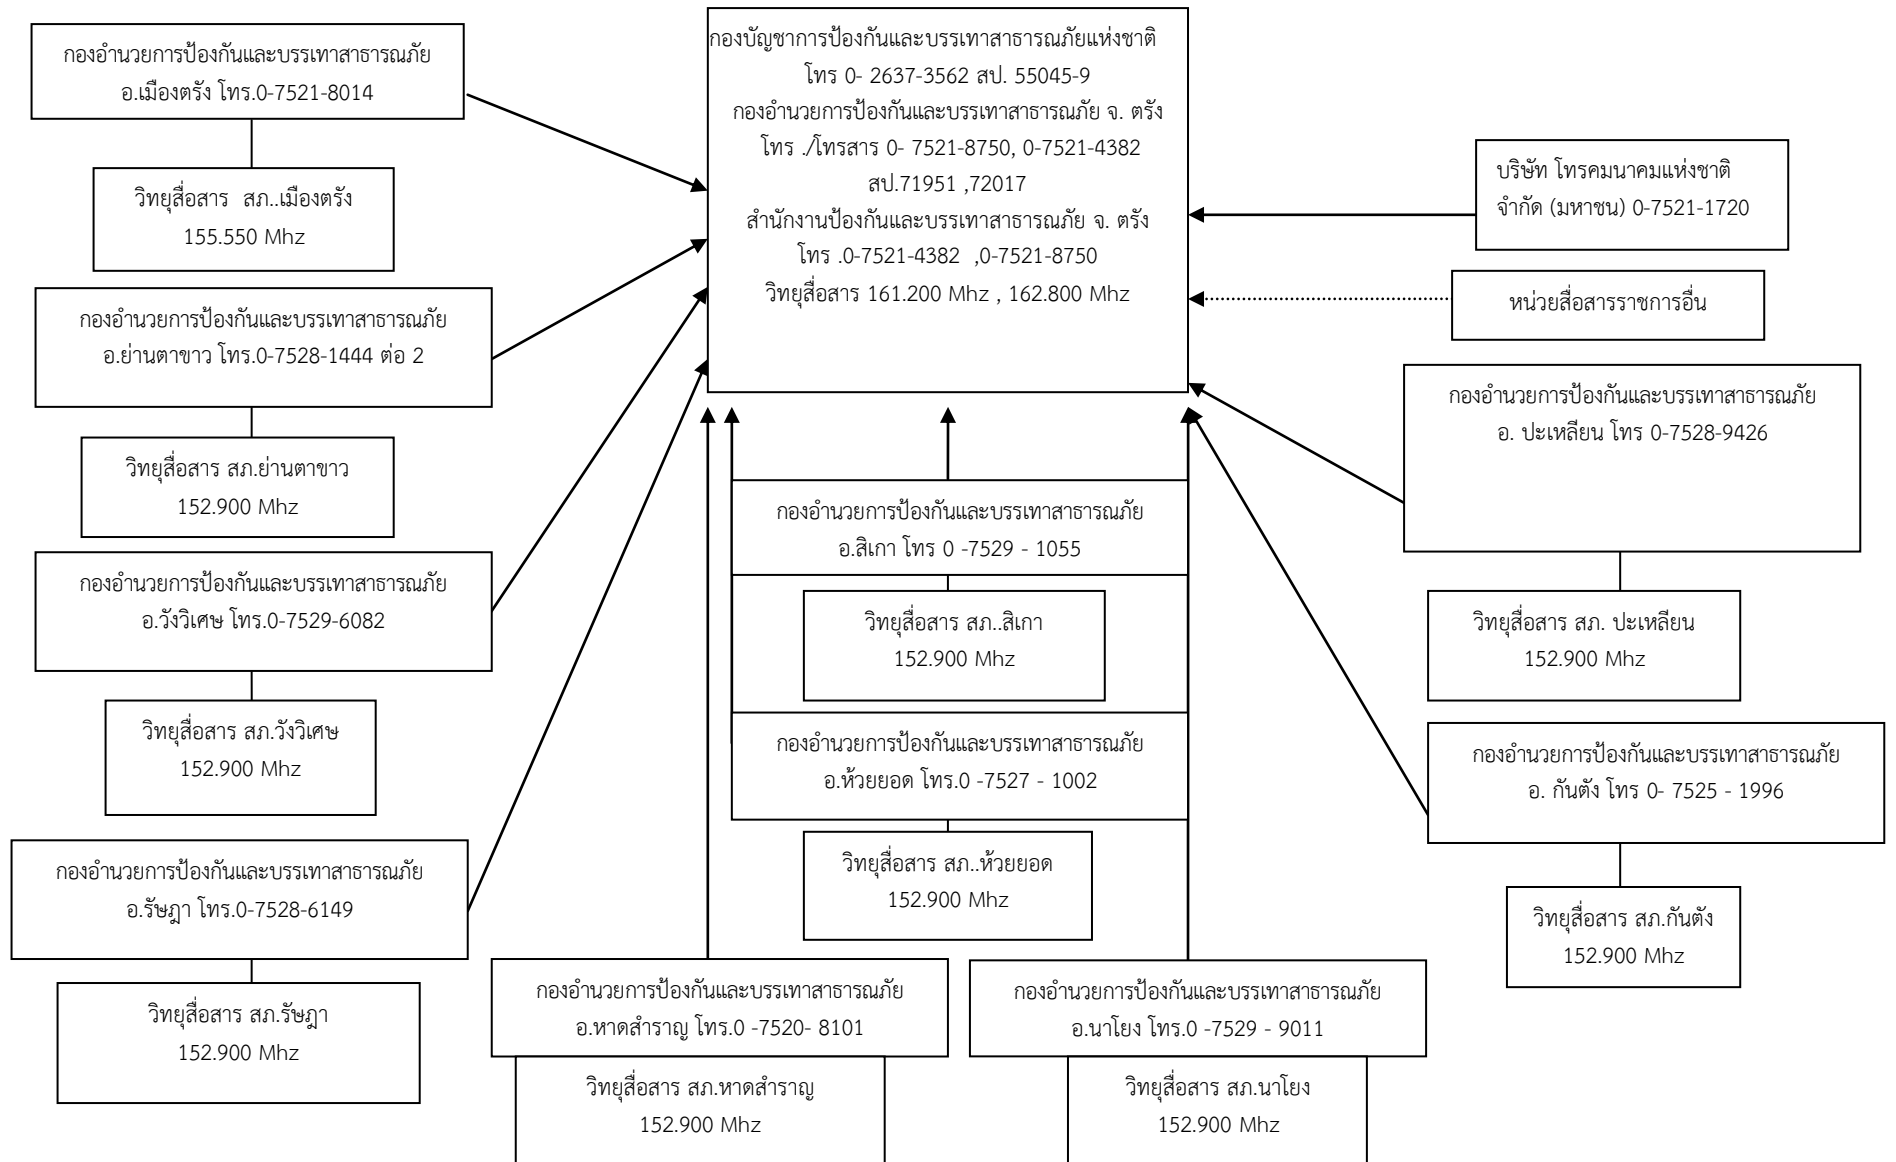 กองอำนวยการป้องกันและบรรเทาสาธารณภัย
อ.เมืองตรัง โทร.0-7521-8014
วิทยุสื่อสาร  สภ..เมืองตรัง
155.550 Mhz
กองอำนวยการป้องกันและบรรเทาสาธารณภัย
อ.ย่านตาขาว โทร.0-7528-1444 ต่อ 2
วิทยุสื่อสาร สภ.ย่านตาขาว
152.900 Mhz
กองอำนวยการป้องกันและบรรเทาสาธารณภัย
อ.วังวิเศษ โทร.0-7529-6082
วิทยุสื่อสาร สภ.วังวิเศษ
152.900 Mhz
กองอำนวยการป้องกันและบรรเทาสาธารณภัย
อ.รัษฎา โทร.0-7528-6149
วิทยุสื่อสาร สภ.รัษฎา
152.900 Mhz
กองบัญชาการป้องกันและบรรเทาสาธารณภัยแห่งชาติ
โทร 0- 2637-3562 สป. 55045-9
กองอำนวยการป้องกันและบรรเทาสาธารณภัย จ. ตรัง
โทร ./โทรสาร 0- 7521-8750, 0-7521-4382
สป.71951 ,72017
สำนักงานป้องกันและบรรเทาสาธารณภัย จ. ตรัง
โทร .0-7521-4382  ,0-7521-8750
วิทยุสื่อสาร 161.200 Mhz , 162.800 Mhz
กองอำนวยการป้องกันและบรรเทาสาธารณภัย
อ.สิเกา โทร 0 -7529 - 1055
วิทยุสื่อสาร สภ..สิเกา
152.900 Mhz
กองอำนวยการป้องกันและบรรเทาสาธารณภัย
อ.ห้วยยอด โทร.0 -7527 - 1002
วิทยุสื่อสาร สภ..ห้วยยอด
152.900 Mhz
กองอำนวยการป้องกันและบรรเทาสาธารณภัย
อ.หาดสำราญ โทร.0 -7520- 8101
วิทยุสื่อสาร สภ.หาดสำราญ
152.900 Mhz
กองอำนวยการป้องกันและบรรเทาสาธารณภัย
อ.นาโยง โทร.0 -7529 - 9011
วิทยุสื่อสาร สภ.นาโยง
152.900 Mhz
บริษัท โทรคมนาคมแห่งชาติ
จำกัด (มหาชน) 0-7521-1720
หน่วยสื่อสารราชการอื่น
กองอำนวยการป้องกันและบรรเทาสาธารณภัย
อ. ปะเหลียน โทร 0-7528-9426
วิทยุสื่อสาร สภ. ปะเหลียน
152.900 Mhz
กองอำนวยการป้องกันและบรรเทาสาธารณภัย
อ. กันตัง โทร 0- 7525 - 1996
วิทยุสื่อสาร สภ.กันตัง
152.900 Mhz